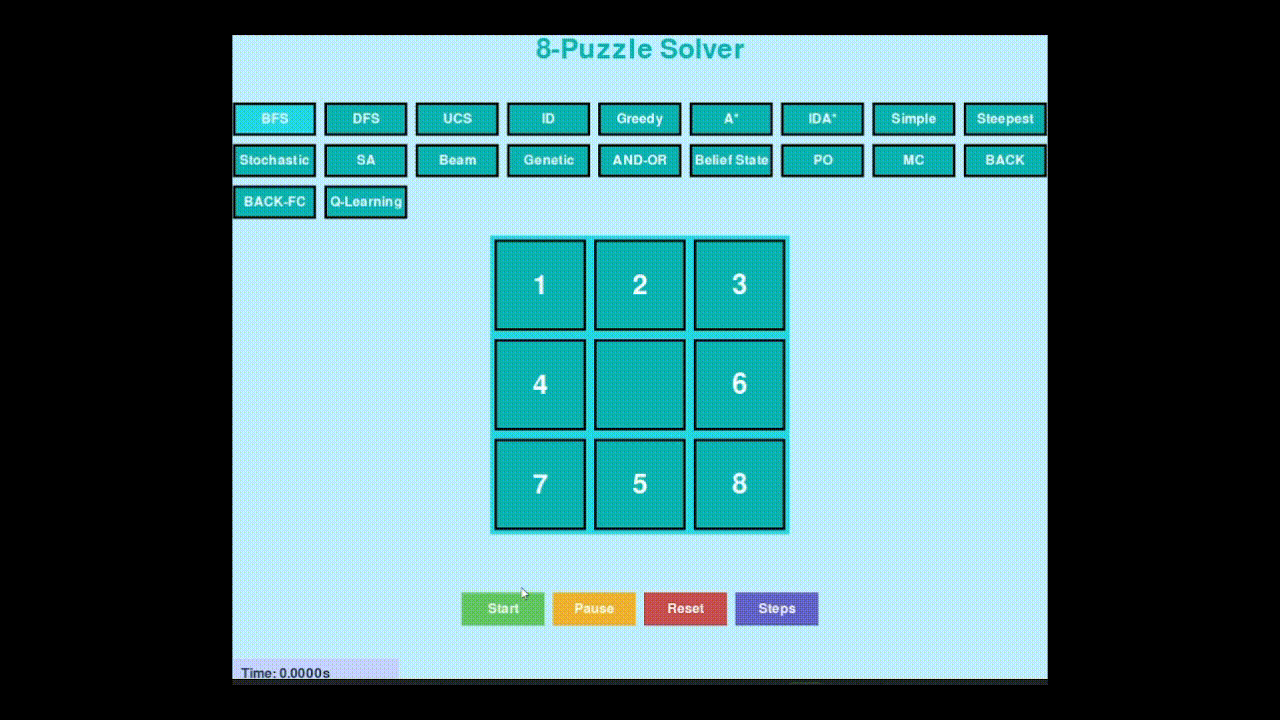 8-Puzzle Solver
BFS DFS UCS ID Greedy A* IDA* Simple Steepest
Stochastic SA Beam Genetic AND-OR Belief State PO MC BACK
BACK-FC Q-Learning
1 2 3
4 6
7 5 8
Start Pause Reset Steps
Time: 0.0000s